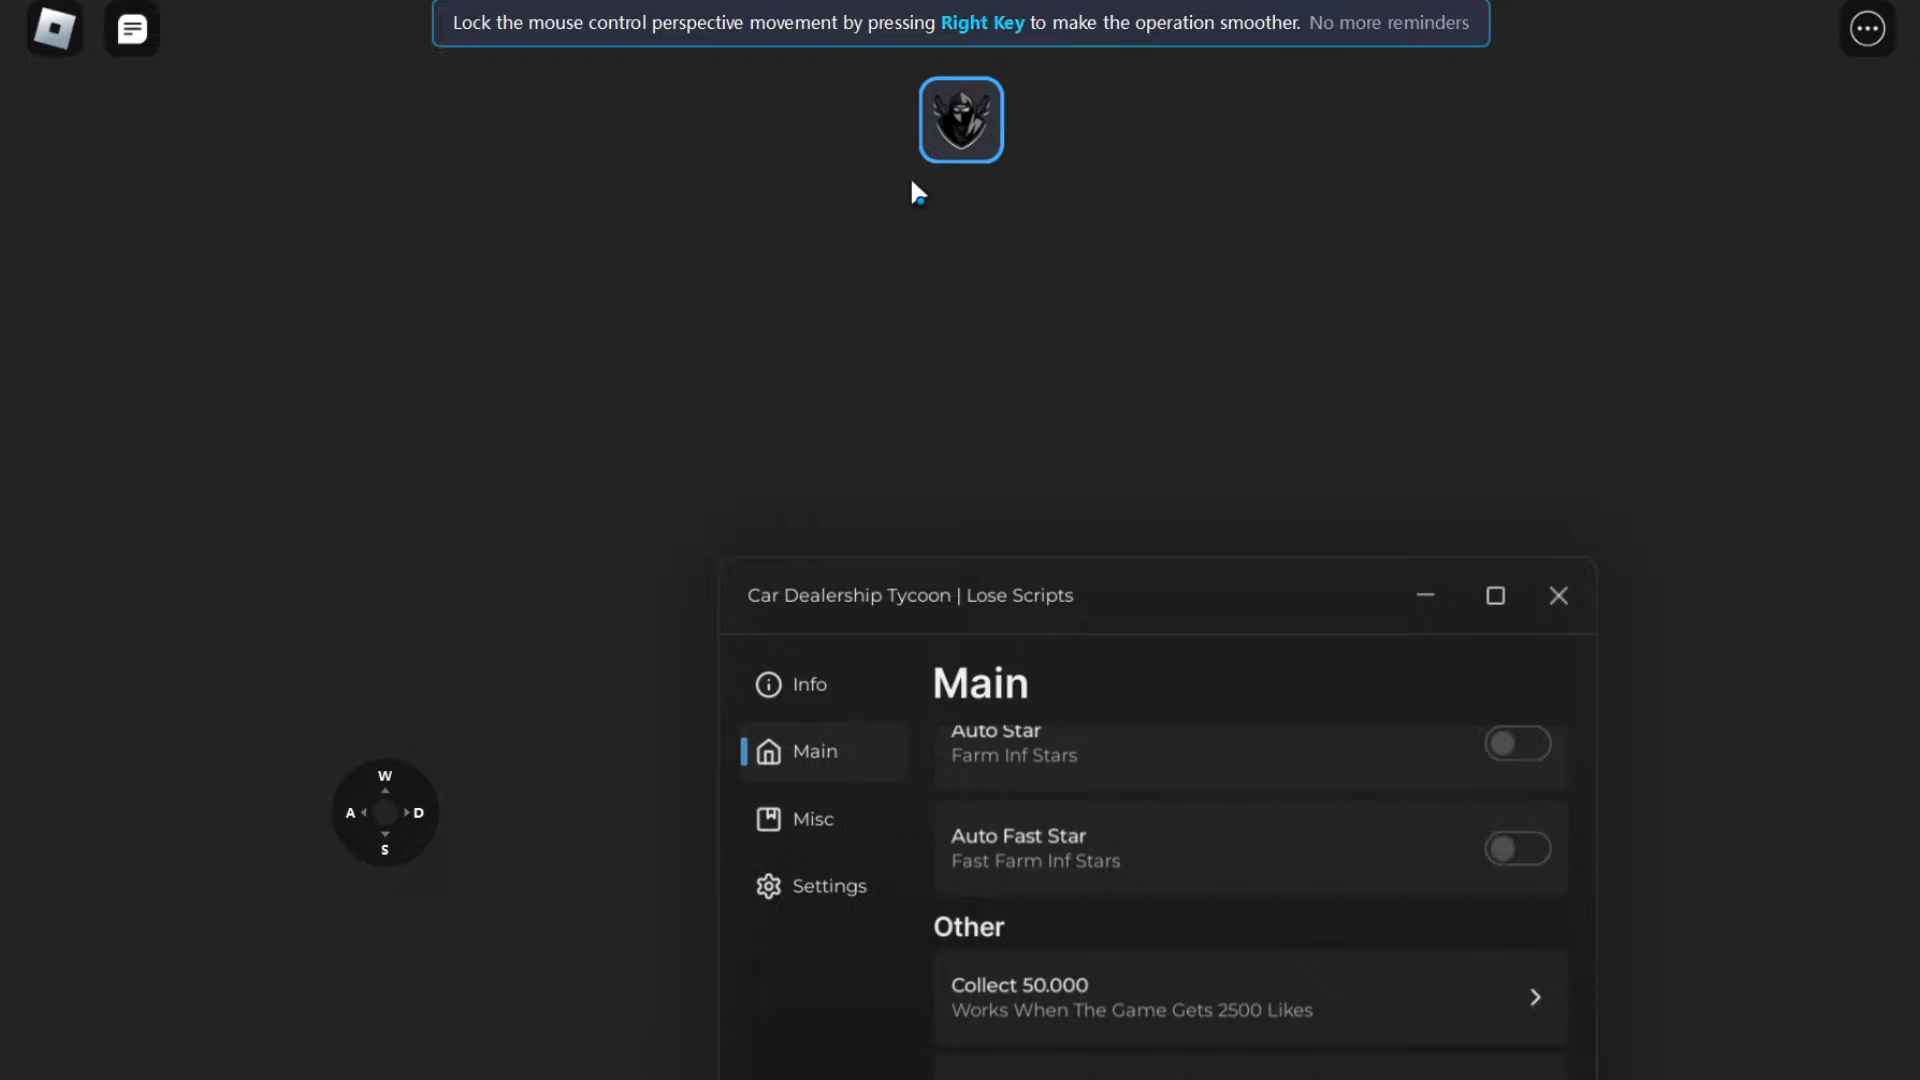 Lock the mouse control perspective movement by pressing Right Key to make the operation smoother. No more reminders
Car Dealership Tycoon | Lose Scripts
Info
Main
Misc
Settings
Main
Auto Star
Farm Inf Stars
Auto Fast Star
Fast Farm Inf Stars
Other
Collect 50.000
Works When The Game Gets 2500 Likes
W
A D
S